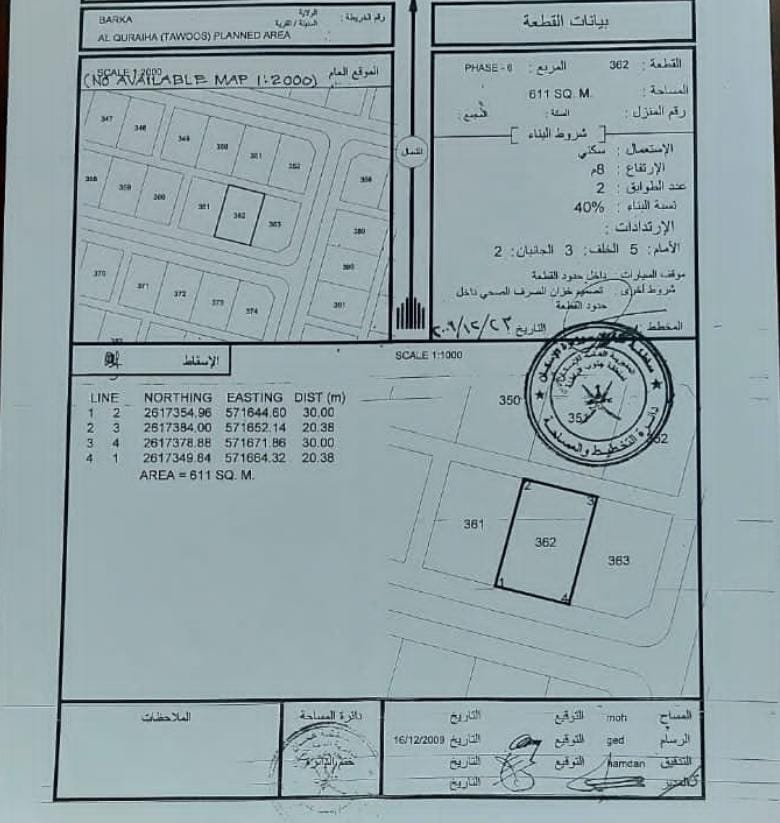 BARKA
الولاية
المدينة / القرية
رقم الخريطة :
AL QURAIHA (TAWOOS) PLANNED AREA
بيانات القطعة
SCALE 1:2000
(NO AVAILABLE MAP 1:2000)
الموقع العام
347
348
349
350
351
352
358
359
360
361
362
363
370
371
372
373
374
390
391
الشمال
القطعة : 362 المربع : PHASE - 6
المساحة : 611 SQ. M.
رقم المنزل : السكة : المجمع :
شروط البناء
الإستعمال : سكني
الإرتفاع : 8م
عدد الطوابق : 2
نسبة البناء : 40%
الإرتدادات :
الأمام: 5 الخلف: 3 الجانبان: 2
موقف السيارات داخل حدود القطعة
شروط اخرى : تصميم خزان الصرف الصحي داخل
حدود القطعة
المخطط : التاريخ ٢٠٠٩/١٢/٢٣
الإسقاط
SCALE 1:1000
LINE NORTHING EASTING DIST (m)
1 2 2617354.96 571644.60 30.00
2 3 2617384.00 571652.14 20.38
3 4 2617378.88 571671.86 30.00
4 1 2617349.84 571664.32 20.38
AREA = 611 SQ. M.
350
351
352
دائرة التخطيط والمساحة
2
3
361
362
363
1
4
الملاحظات
دائرة المساحة
ختم الدائرة
المساح moh التوقيع التاريخ
الرسام ged التوقيع التاريخ 16/12/2009
التدقيق hamdan التوقيع التاريخ
المدير التوقيع التاريخ